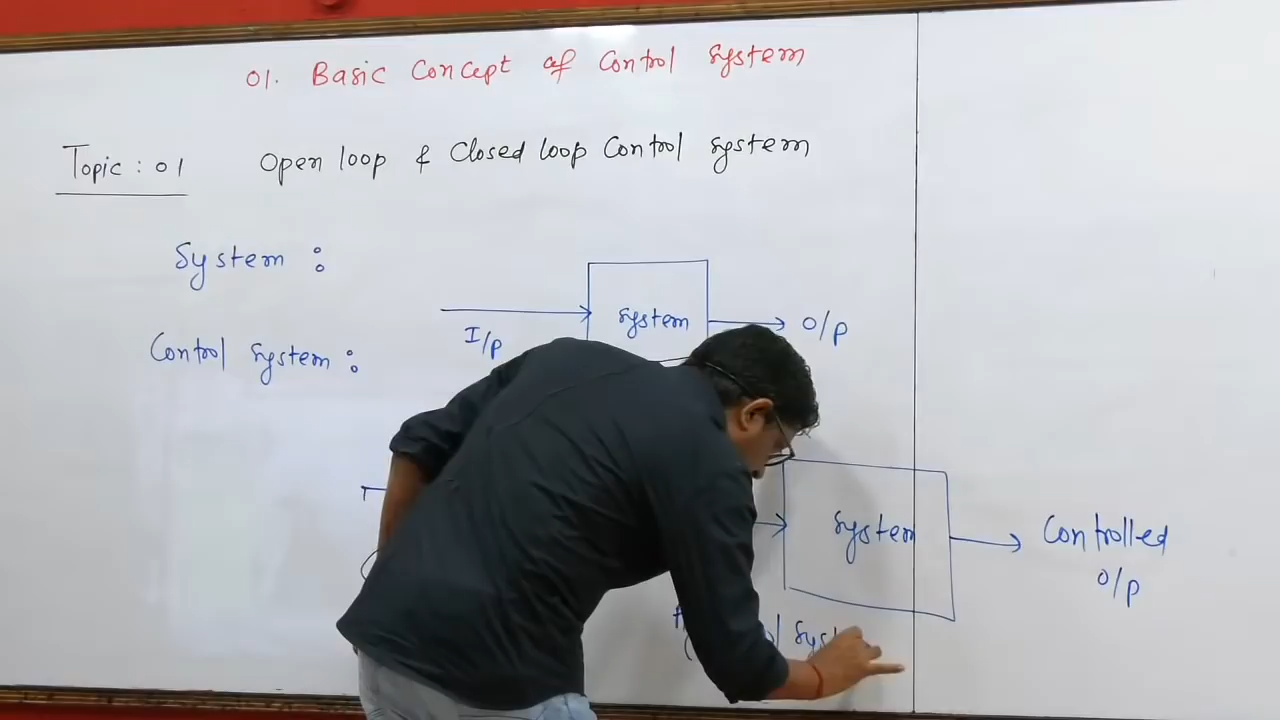 01. Basic Concept of Control System
Topic : 01 Open loop & Closed loop Control System
System :
System
I/p
O/p
Control System :
System
Controlled
O/p